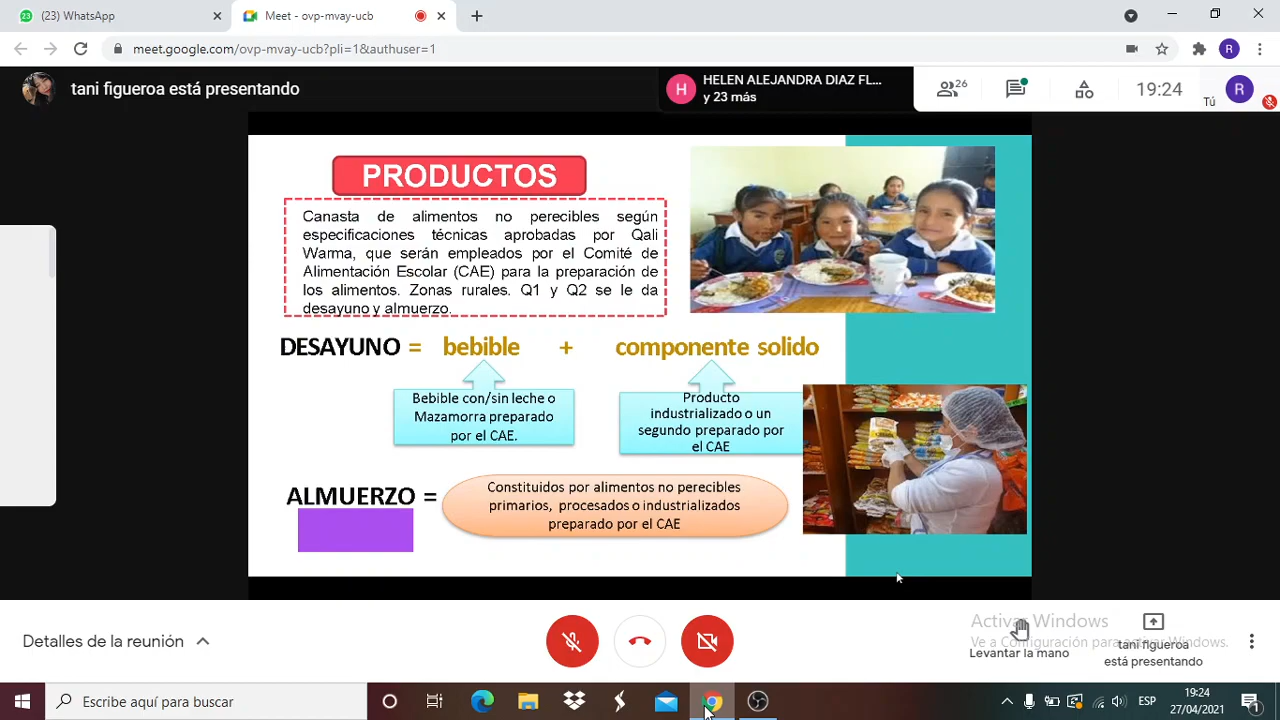 (23) WhatsApp
Meet - ovp-mvay-ucb
meet.google.com/ovp-mvay-ucb?pli=1&authuser=1
R
tani figueroa está presentando
H
HELEN ALEJANDRA DIAZ FL...
y 23 más
26
19:24
Tú
R
PRODUCTOS
Canasta de alimentos no perecibles según
especificaciones técnicas aprobadas por Qali
Warma, que serán empleados por el Comité de
Alimentación Escolar (CAE) para la preparación de
los alimentos. Zonas rurales. Q1 y Q2 se le da
desayuno y almuerzo.
DESAYUNO = bebible + componente solido
Bebible con/sin leche o
Mazamorra preparado
por el CAE.
Producto
industrializado o un
segundo preparado por
el CAE
ALMUERZO =
Constituidos por alimentos no perecibles
primarios, procesados o industrializados
preparado por el CAE
Detalles de la reunión
Activar Windows
Ve a Configuración para activar Windows.
Levantar la mano
tani figueroa
está presentando
Escribe aquí para buscar
ESP
19:24
27/04/2021
1